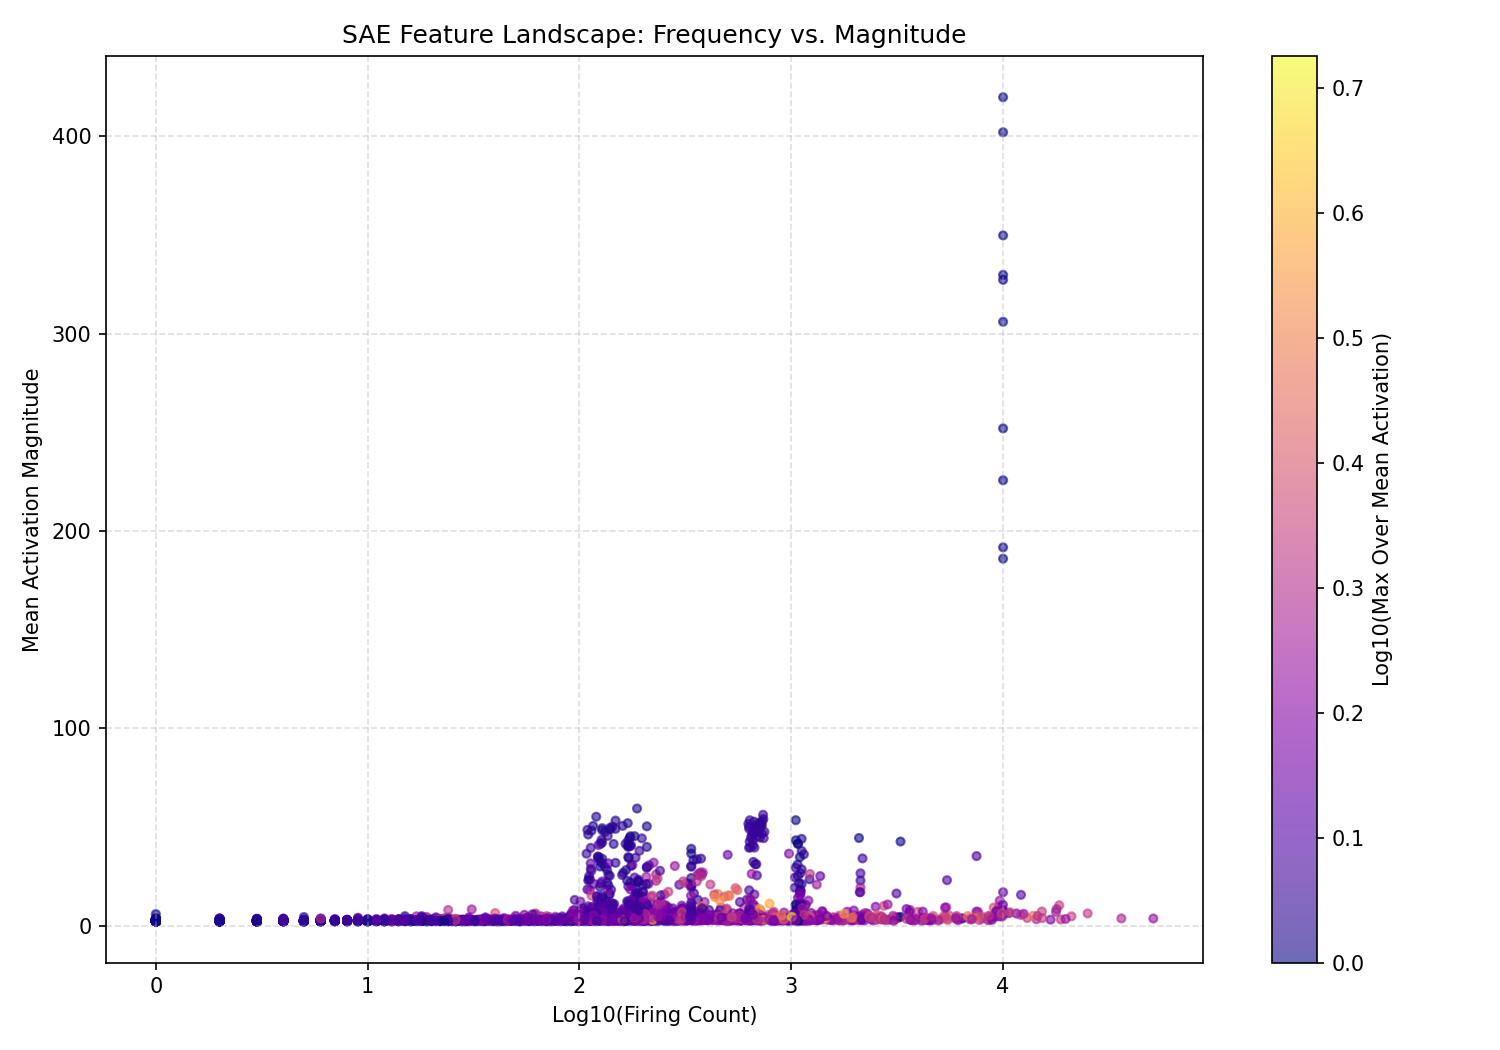 SAE Feature Landscape: Frequency vs. Magnitude
400
300
200
100
0
Mean Activation Magnitude
0 1 2 3 4
Log10(Firing Count)
0.7
0.6
0.5
0.4
0.3
0.2
0.1
0.0
Log10(Max Over Mean Activation)